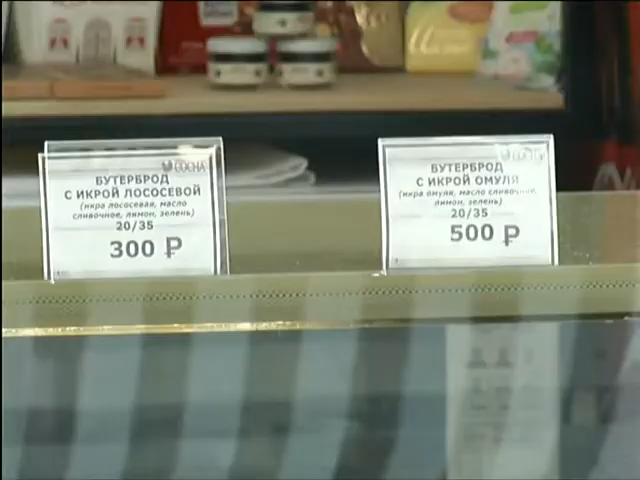 СОСНА
БУТЕРБРОД
С ИКРОЙ ЛОСОСЕВОЙ
(икра лососевая, масло
сливочное, лимон, зелень)
20/35
300 ₽
БУТЕРБРОД
С ИКРОЙ ОМУЛЯ
(икра омуля, масло сливочное,
лимон, зелень)
20/35
500 ₽